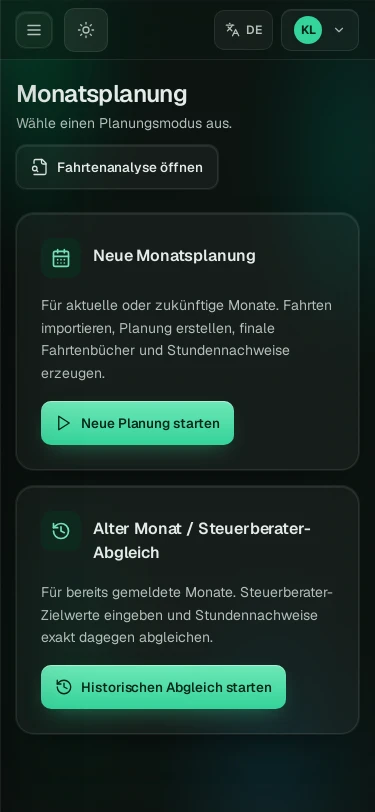 DE
KL
Monatsplanung
Wähle einen Planungsmodus aus.
Fahrtenanalyse öffnen
Neue Monatsplanung
Für aktuelle oder zukünftige Monate. Fahrten
importieren, Planung erstellen, finale
Fahrtenbücher und Stundennachweise
erzeugen.
Neue Planung starten
Alter Monat / Steuerberater-
Abgleich
Für bereits gemeldete Monate. Steuerberater-
Zielwerte eingeben und Stundennachweise
exakt dagegen abgleichen.
Historischen Abgleich starten